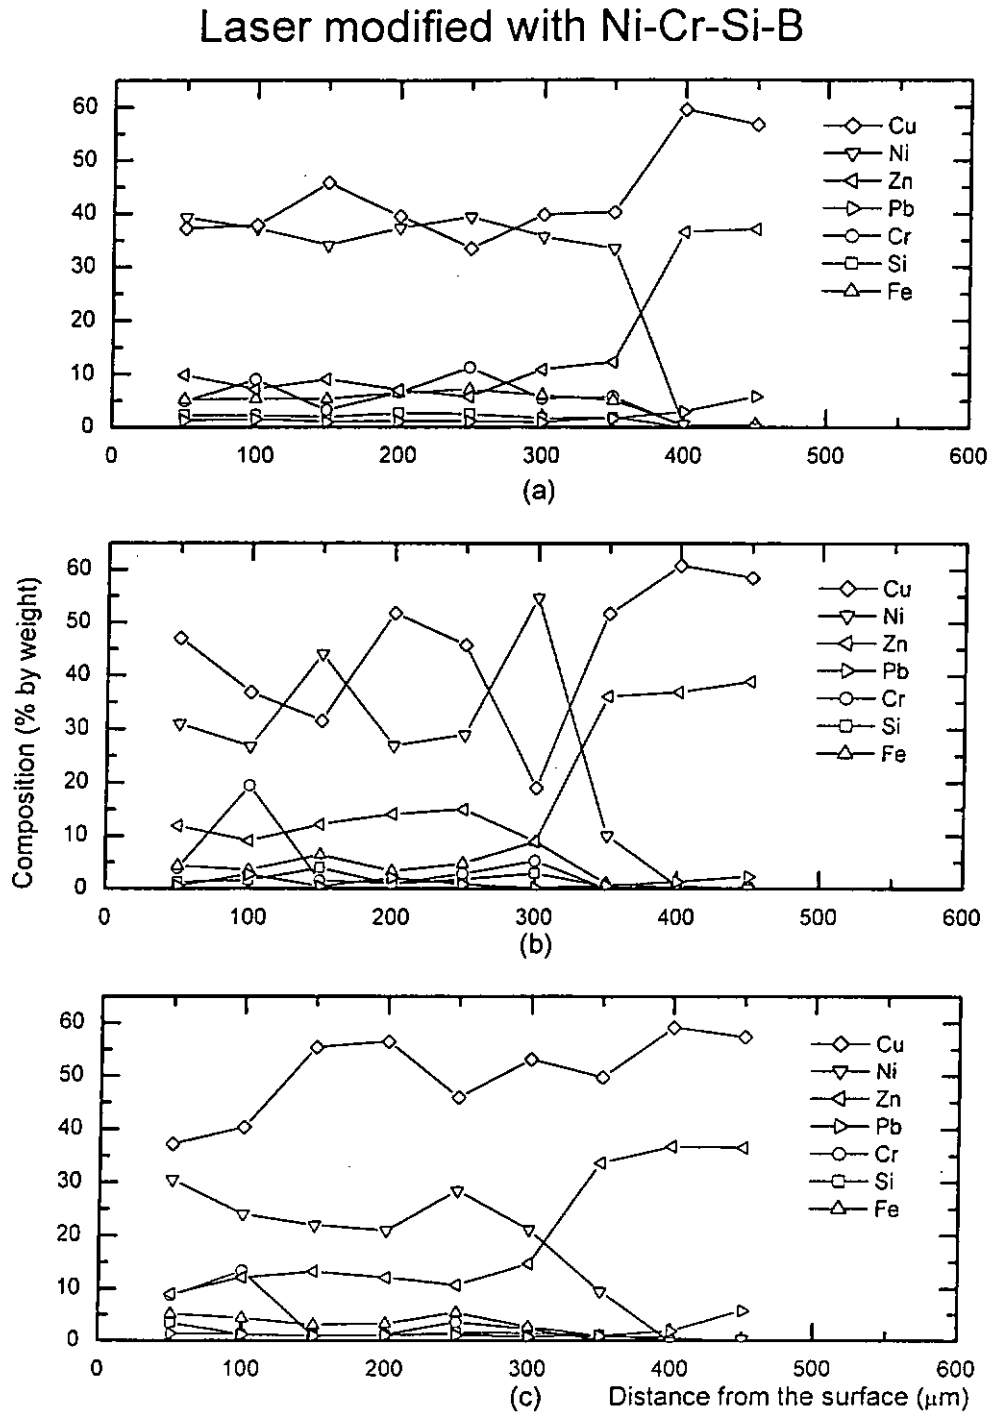 Laser modified with Ni-Cr-Si-B
60
50
40
30
20
10
0
Cu
Ni
Zn
Pb
Cr
Si
Fe
0 100 200 300 400 500 600
(a)
Composition (% by weight)
60
50
40
30
20
10
0
Cu
Ni
Zn
Pb
Cr
Si
Fe
0 100 200 300 400 500 600
(b)
60
50
40
30
20
10
0
Cu
Ni
Zn
Pb
Cr
Si
Fe
0 100 200 300 400 500 600
(c) Distance from the surface (μm)